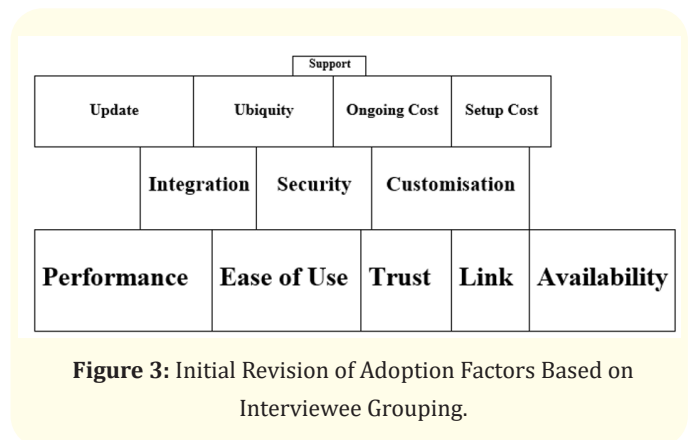 Support
Update Ubiquity Ongoing Cost Setup Cost
Integration Security Customisation
Performance Ease of Use Trust Link Availability
Figure 3: Initial Revision of Adoption Factors Based on
Interviewee Grouping.